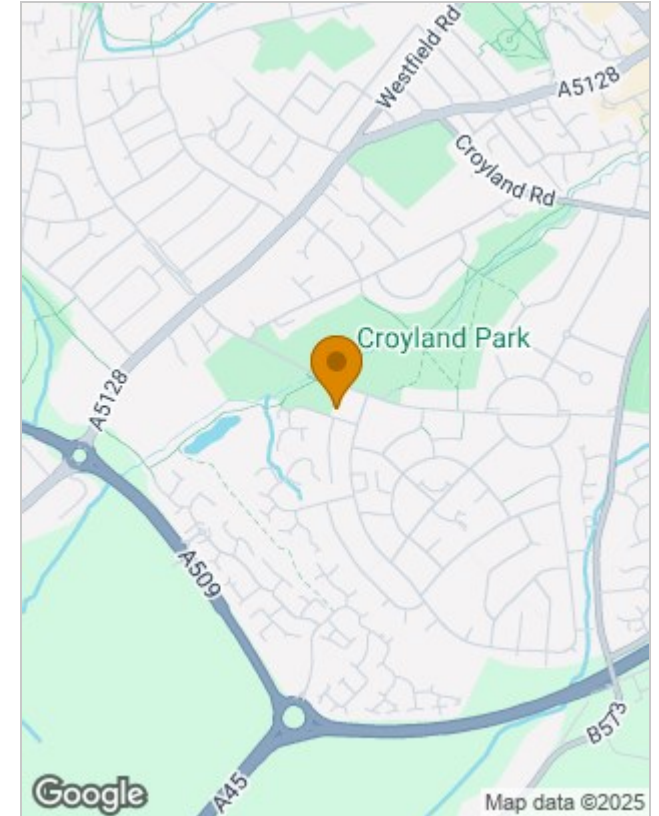 Westfield Rd
A5128
Croyland Rd
Croyland Park
A5128
A509
B573
A45
Google
Map data ©2025